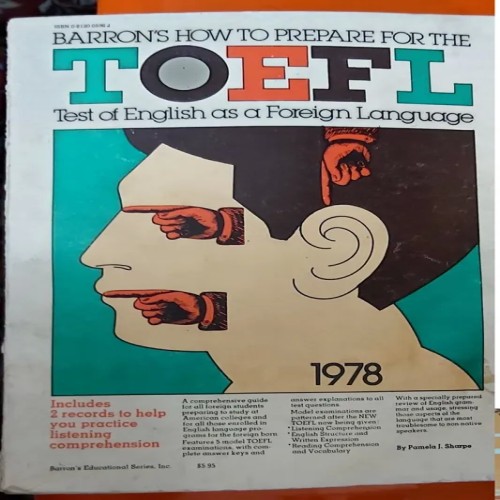 BARRON'S HOW TO PREPARE FOR THE
TOEFL
Test of English as a Foreign Language
1978
Includes
2 records to help
you practice
listening
comprehension
A comprehensive guide
for all foreign students
preparing to study at
American colleges and
for all those enrolled in
English language pro-
grams for the foreign born
Features 5 model TOEFL
examinations, with com-
plete answer keys and
answer explanations to all
test questions.
Model examinations are
patterned after the NEW
TOEFL now being given:
*Listening Comprehension
*English Structure and
Written Expression
*Reading Comprehension
and Vocabulary
With a specially prepared
review of English gram-
mar and usage, stressing
those aspects of the
language that are most
troublesome to non-native
speakers.
By Pamela J. Sharpe
Barron's Educational Series, Inc.
$5.95